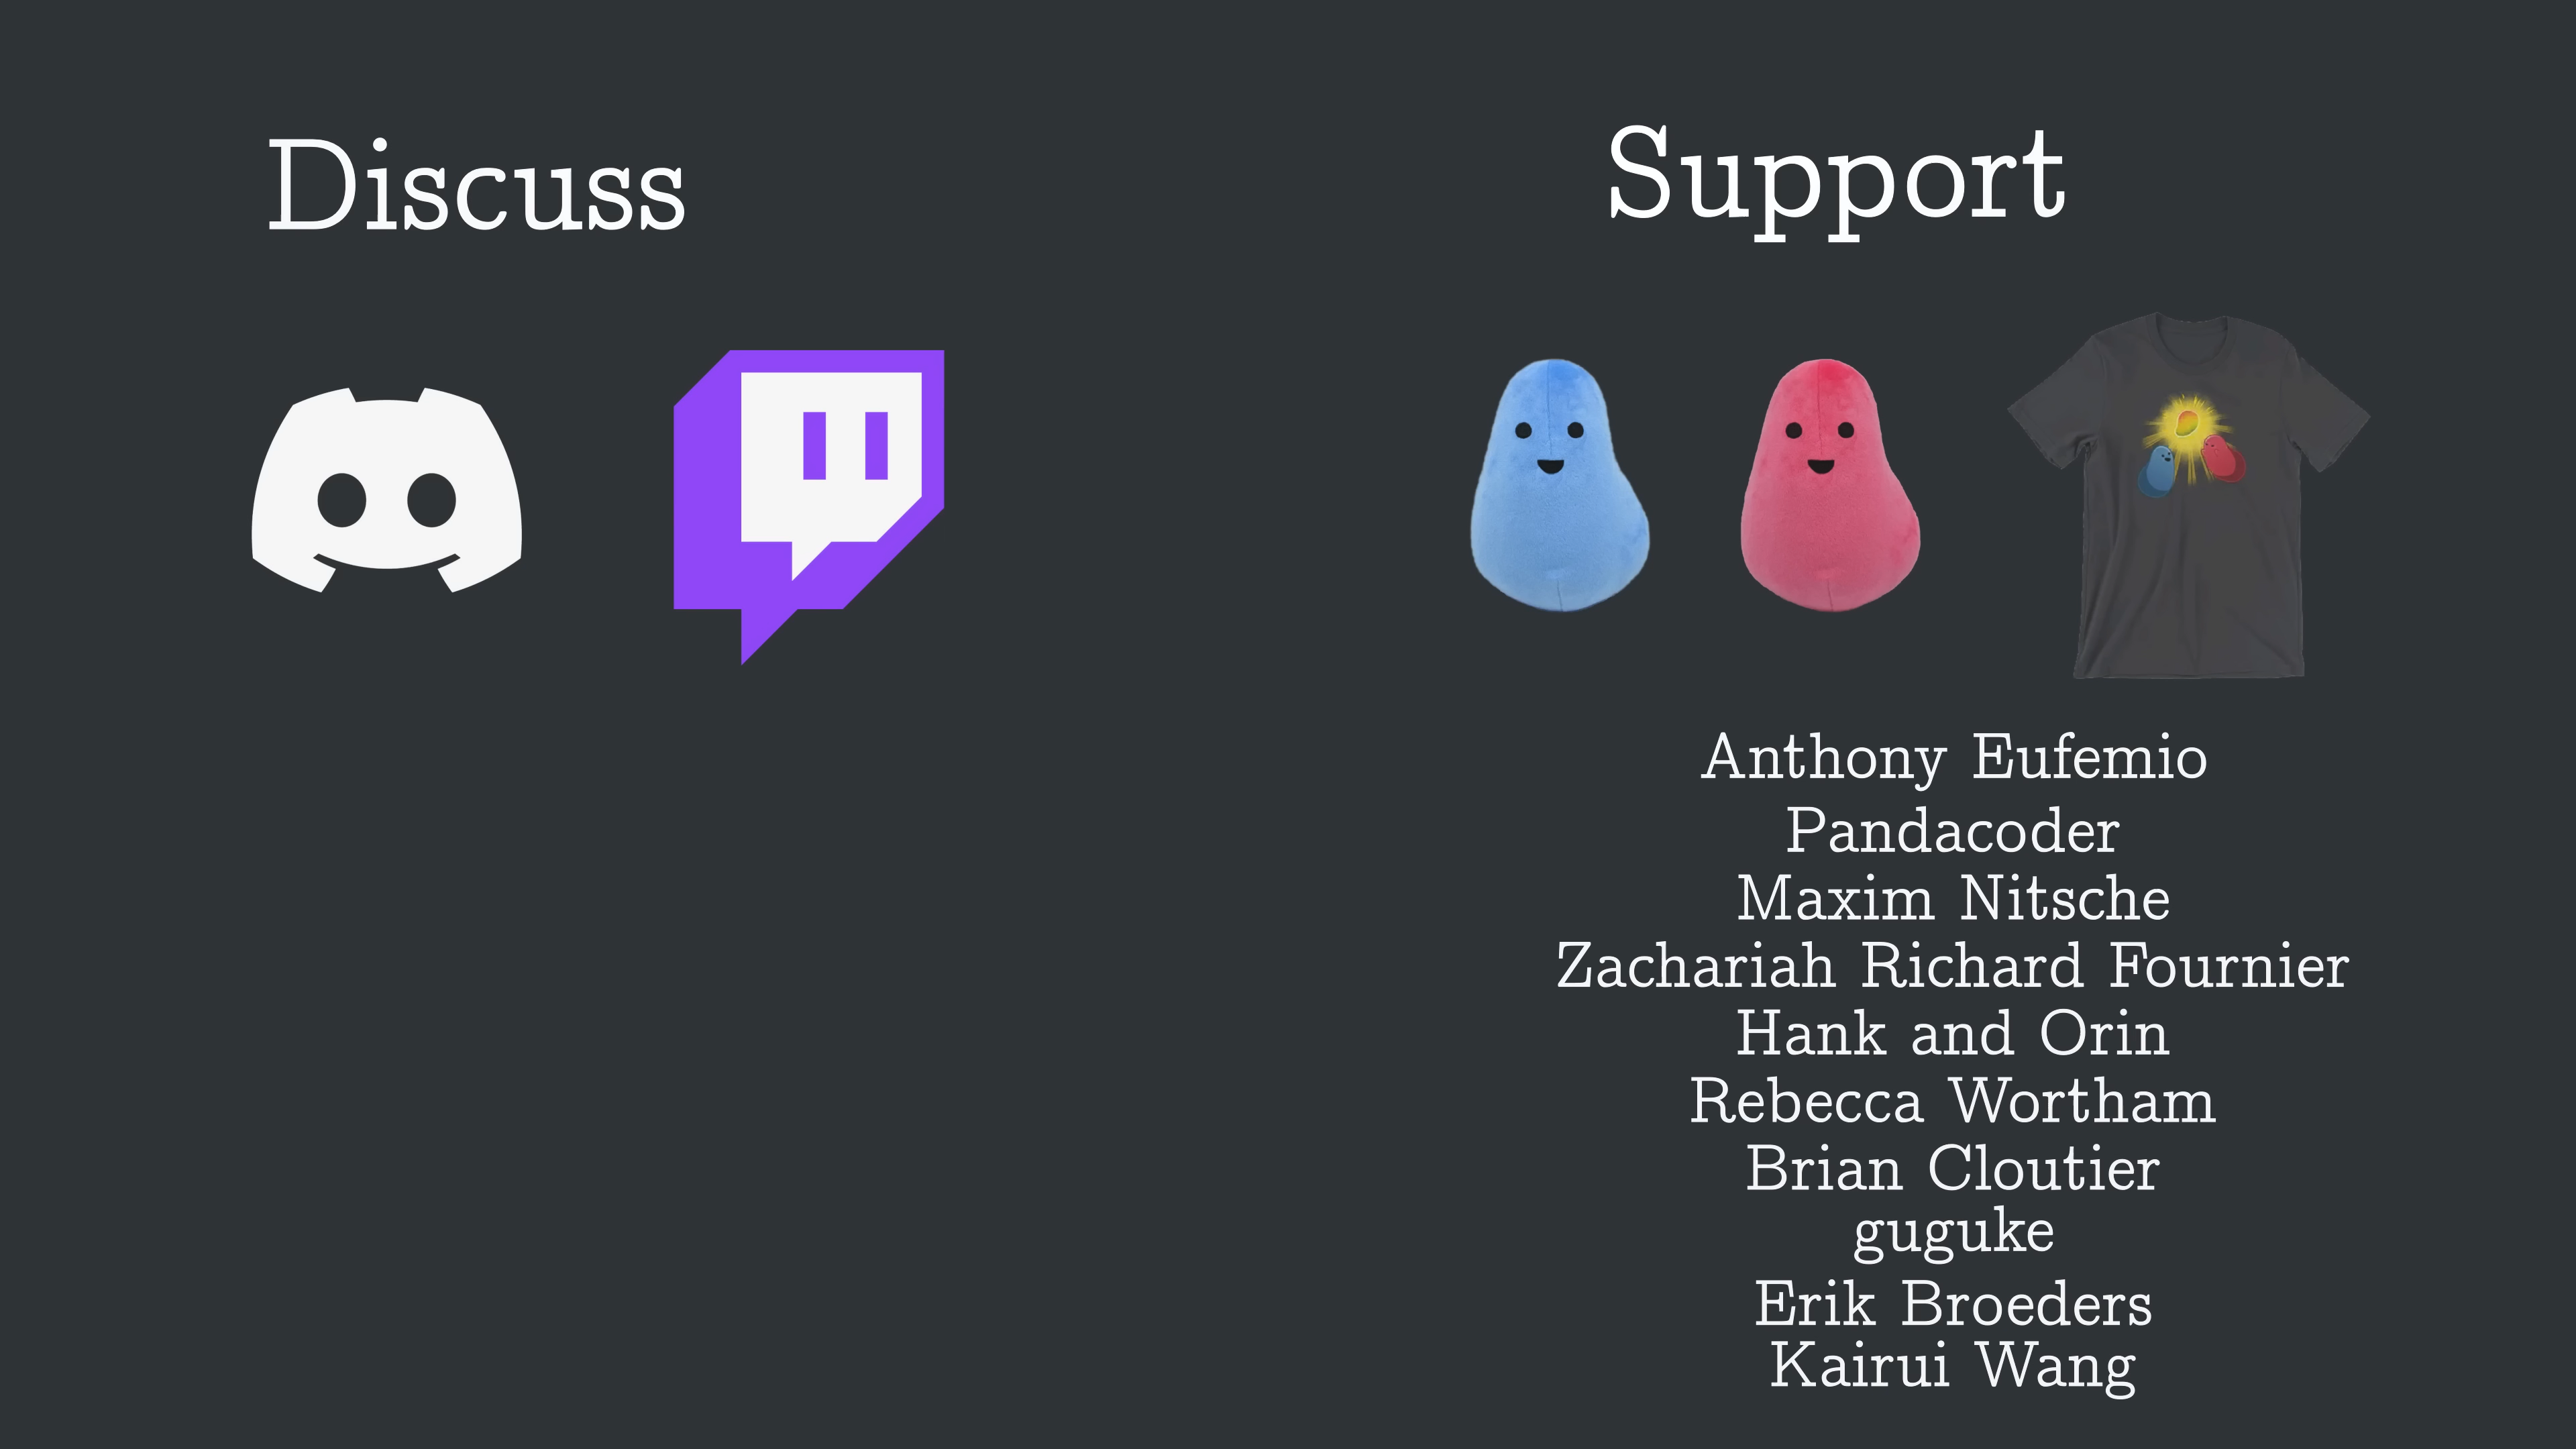 Discuss
Support
Anthony Eufemio
Pandacoder
Maxim Nitsche
Zachariah Richard Fournier
Hank and Orin
Rebecca Wortham
Brian Cloutier
guguke
Erik Broeders
Kairui Wang